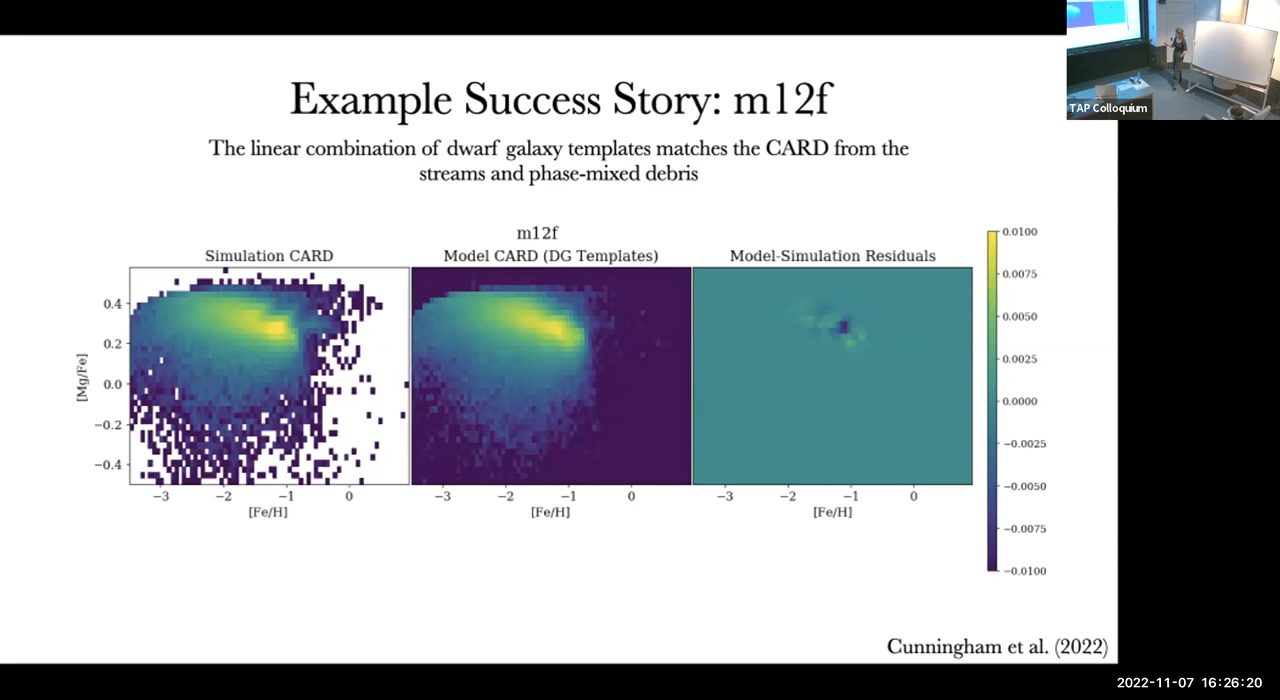 TAP Colloquium
Example Success Story: m12f
The linear combination of dwarf galaxy templates matches the CARD from the
streams and phase-mixed debris
m12f
Simulation CARD
Model CARD (DG Templates)
Model-Simulation Residuals
[Mg/Fe]
0.4
0.2
0.0
−0.2
−0.4
−3 −2 −1 0
[Fe/H]
−3 −2 −1 0
[Fe/H]
−3 −2 −1 0
[Fe/H]
0.0100
0.0075
0.0050
0.0025
0.0000
−0.0025
−0.0050
−0.0075
−0.0100
Cunningham et al. (2022)
2022-11-07 16:26:20